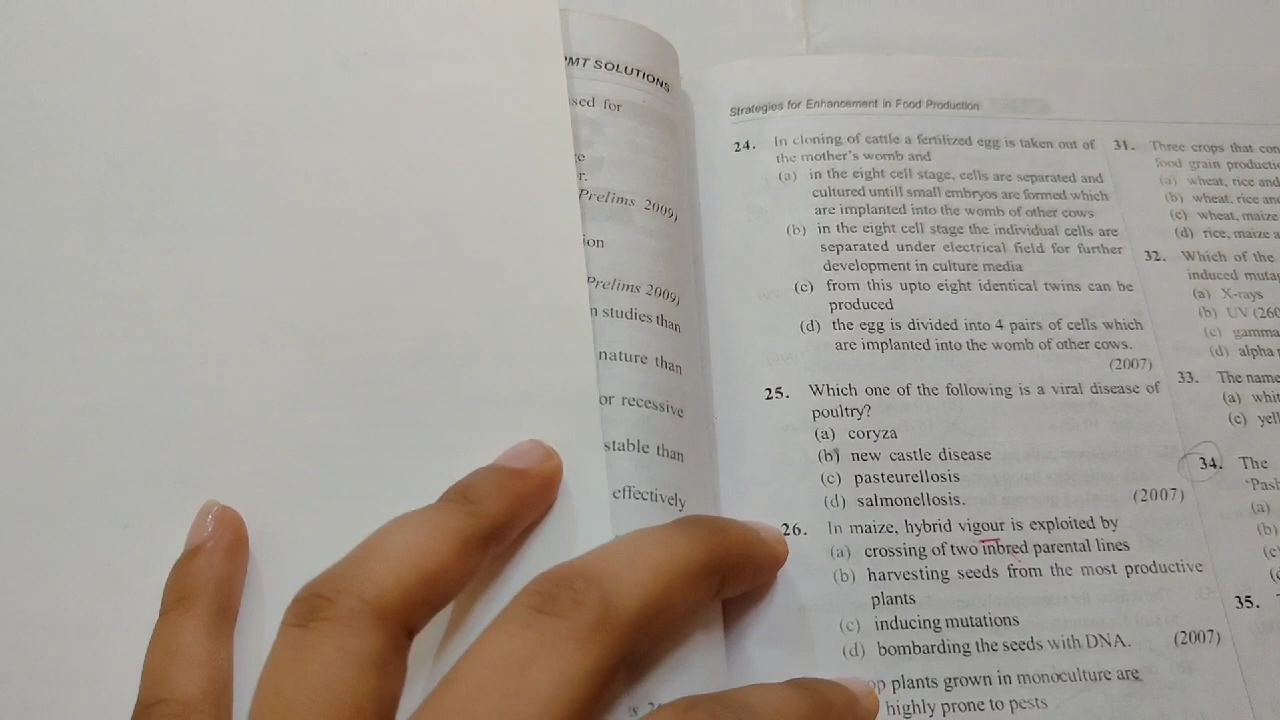 PMT SOLUTIONS
sed for
Prelims 2009)
ion
Prelims 2009)
studies than
nature than
or recessive
stable than
effectively
Strategies for Enhancement in Food Production
24. In cloning of cattle a fertilized egg is taken out of
the mother's womb and
(a) in the eight cell stage, cells are separated and
cultured untill small embryos are formed which
are implanted into the womb of other cows
(b) in the eight cell stage the individual cells are
separated under electrical field for further
development in culture media
(c) from this upto eight identical twins can be
produced
(d) the egg is divided into 4 pairs of cells which
are implanted into the womb of other cows.
(2007)
25. Which one of the following is a viral disease of
poultry?
(a) coryza
(b) new castle disease
(c) pasteurellosis
(d) salmonellosis. (2007)
26. In maize, hybrid vigour is exploited by
(a) crossing of two inbred parental lines
(b) harvesting seeds from the most productive
plants
(c) inducing mutations
(d) bombarding the seeds with DNA. (2007)
op plants grown in monoculture are
highly prone to pests
31. Three crops that con
food grain producti
(a) wheat, rice and
(b) wheat, rice and
(c) wheat, maize
(d) rice, maize a
32. Which of the
induced muta
(a) X-rays
(b) UV (260
(c) gamma
(d) alpha
33. The name
(a) whit
(c) yell
34. The
'Pas
(a)
(b)
(c)
35.